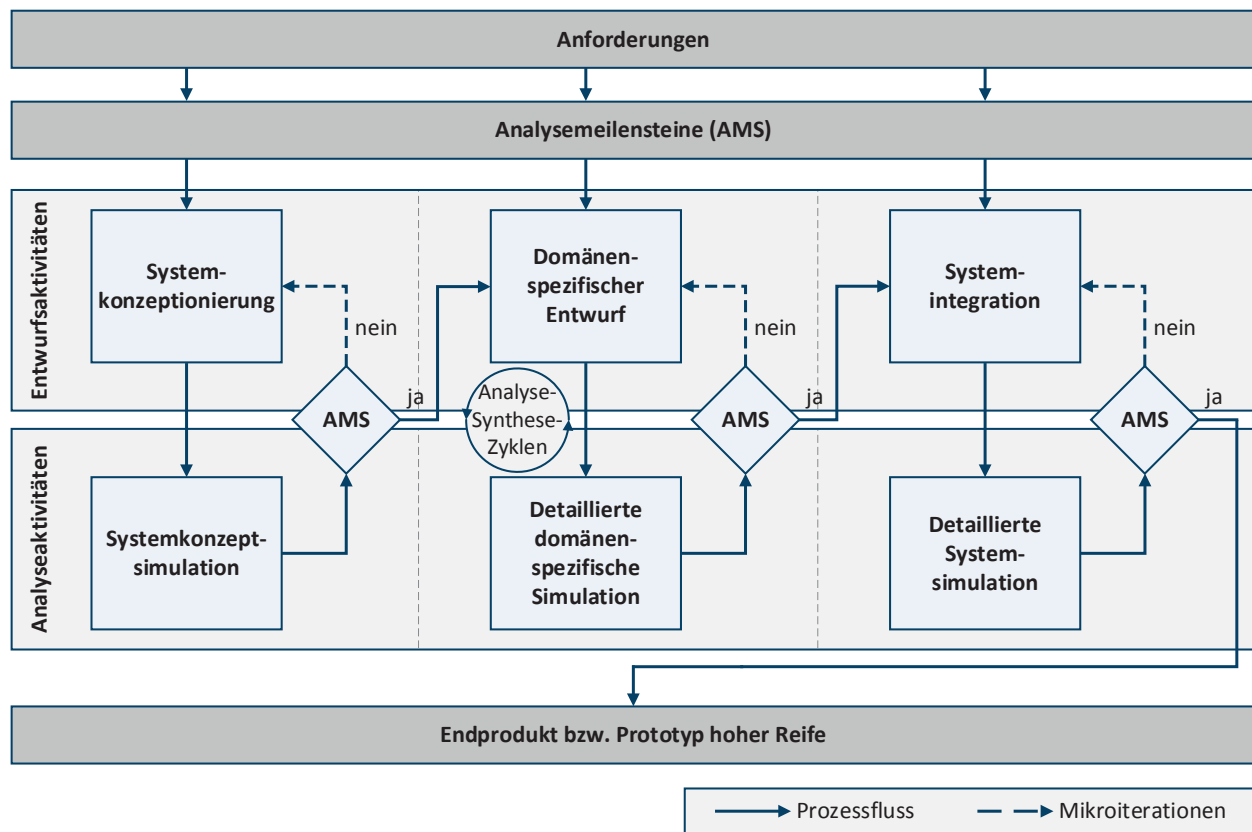 Anforderungen
Analysemeilensteine (AMS)
Entwurfsaktivitäten
System-
konzeptionierung
nein
AMS
ja
Domänen-
spezifischer
Entwurf
nein
AMS
ja
System-
integration
nein
AMS
ja
Analyse-
Synthese-
Zyklen
Analyseaktivitäten
Systemkonzept-
simulation
Detaillierte
domänen-
spezifische
Simulation
Detaillierte
System-
simulation
Endprodukt bzw. Prototyp hoher Reife
Prozessfluss
Mikroiterationen